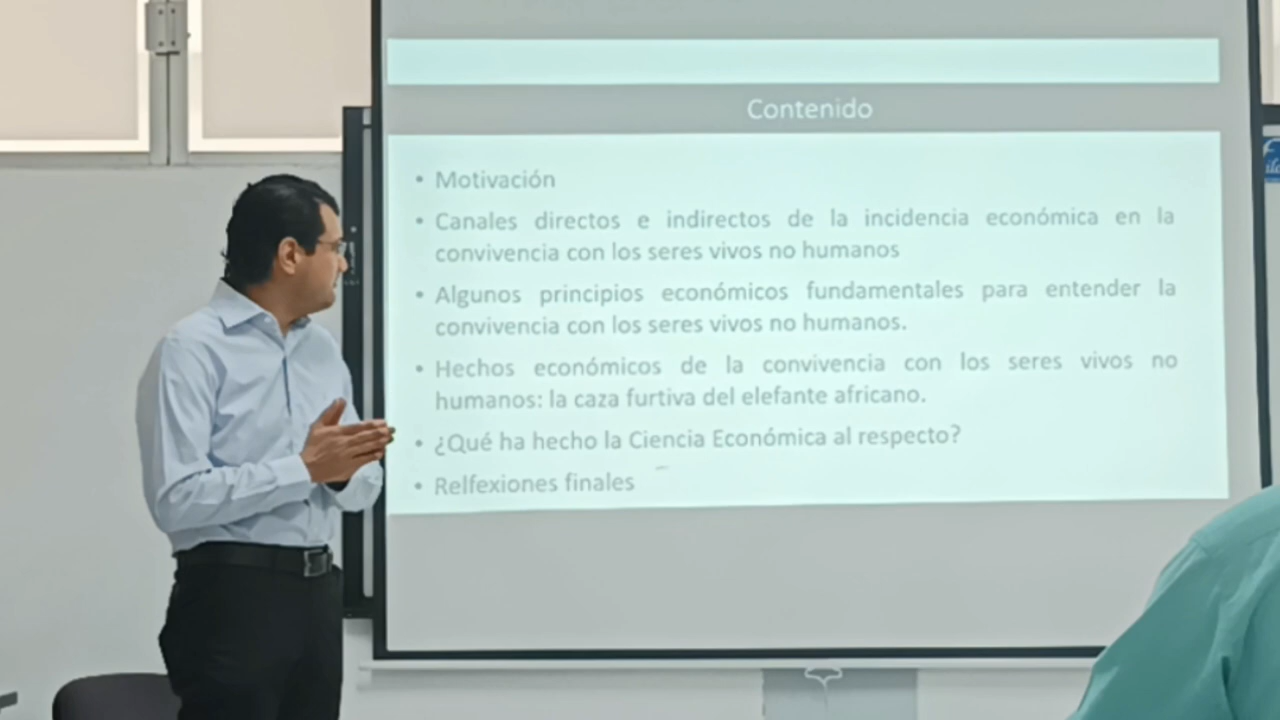 Contenido
• Motivación
• Canales directos e indirectos de la incidencia económica en la
convivencia con los seres vivos no humanos
• Algunos principios económicos fundamentales para entender la
convivencia con los seres vivos no humanos.
• Hechos económicos de la convivencia con los seres vivos no
humanos: la caza furtiva del elefante africano.
• ¿Qué ha hecho la Ciencia Económica al respecto?
• Relfexiones finales